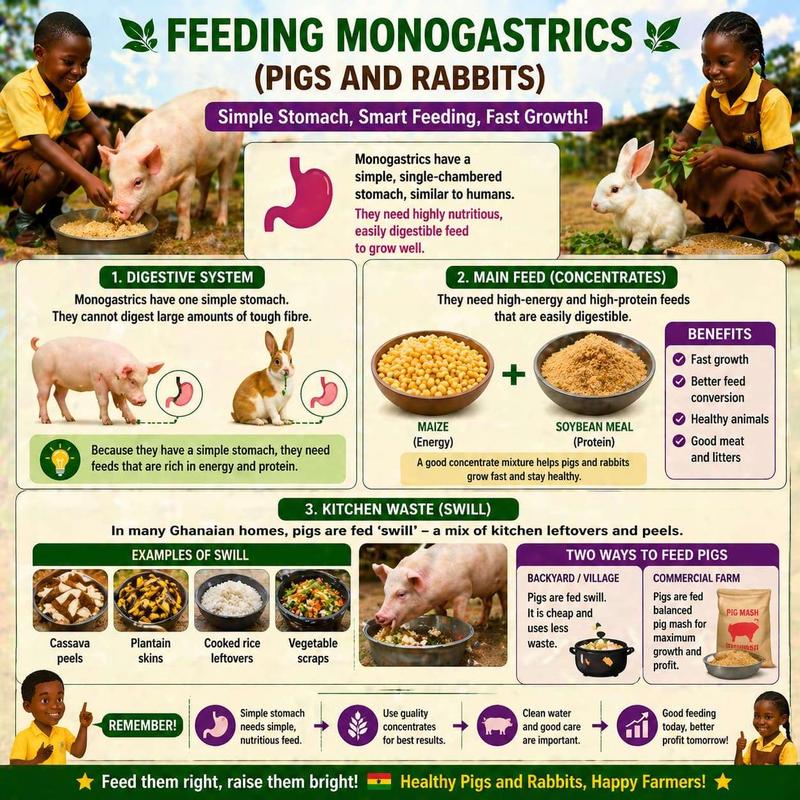 FEEDING MONOGASTRICS
(PIGS AND RABBITS)
Simple Stomach, Smart Feeding, Fast Growth!
Monogastrics have a
simple, single-chambered
stomach, similar to humans.
They need highly nutritious,
easily digestible feed
to grow well.
1. DIGESTIVE SYSTEM
Monogastrics have one simple stomach.
They cannot digest large amounts of tough fibre.
Because they have a simple stomach, they need
feeds that are rich in energy and protein.
2. MAIN FEED (CONCENTRATES)
They need high-energy and high-protein feeds
that are easily digestible.
+
MAIZE
(Energy)
SOYBEAN MEAL
(Protein)
A good concentrate mixture helps pigs and rabbits
grow fast and stay healthy.
BENEFITS
Fast growth
Better feed
conversion
Healthy animals
Good meat
and litters
3. KITCHEN WASTE (SWILL)
In many Ghanaian homes, pigs are fed ‘swill’ – a mix of kitchen leftovers and peels.
EXAMPLES OF SWILL
Cassava
peels
Plantain
skins
Cooked rice
leftovers
Vegetable
scraps
TWO WAYS TO FEED PIGS
BACKYARD / VILLAGE
Pigs are fed swill.
It is cheap and
uses less
waste.
COMMERCIAL FARM
Pigs are fed
balanced
pig mash for
maximum
growth and
profit.
PIG MASH
REMEMBER!
Simple stomach
needs simple,
nutritious feed.
Use quality
concentrates
for best results.
Clean water
and good care
are important.
Good feeding
today, better
profit tomorrow!
Feed them right, raise them bright!
Healthy Pigs and Rabbits, Happy Farmers!